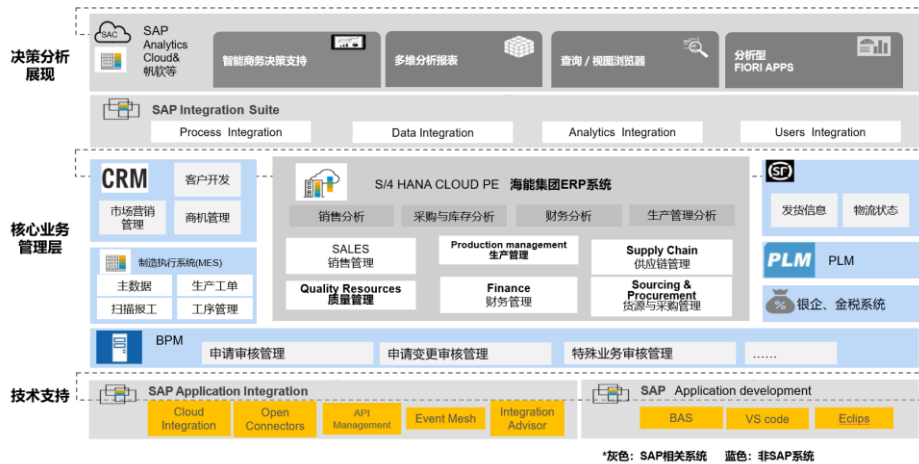 决策分析
展现
SAC
SAP
Analytics
Cloud&
帆软等
智能商务决策支持
多维分析报表
查询 / 视图浏览器
分析型
FIORI APPS
SAP Integration Suite
Process Integration
Data Integration
Analytics Integration
Users Integration
核心业务
管理层
CRM
客户开发
市场营销
管理
商机管理
制造执行系统(MES)
主数据
生产工单
扫描报工
工序管理
S/4 HANA CLOUD PE 海能集团ERP系统
销售分析
采购与库存分析
财务分析
生产管理分析
SALES
销售管理
Production management
生产管理
Supply Chain
供应链管理
Quality Resources
质量管理
Finance
财务管理
Sourcing &
Procurement
货源与采购管理
SF
发货信息
物流状态
PLM
PLM
银企、金税系统
BPM
申请审核管理
申请变更审核管理
特殊业务审核管理
……
技术支持
SAP Application Integration
Cloud
Integration
Open
Connectors
API
Management
Event Mesh
Integration
Advisor
SAP Application development
BAS
VS code
Eclips
*灰色：SAP相关系统 蓝色：非SAP系统